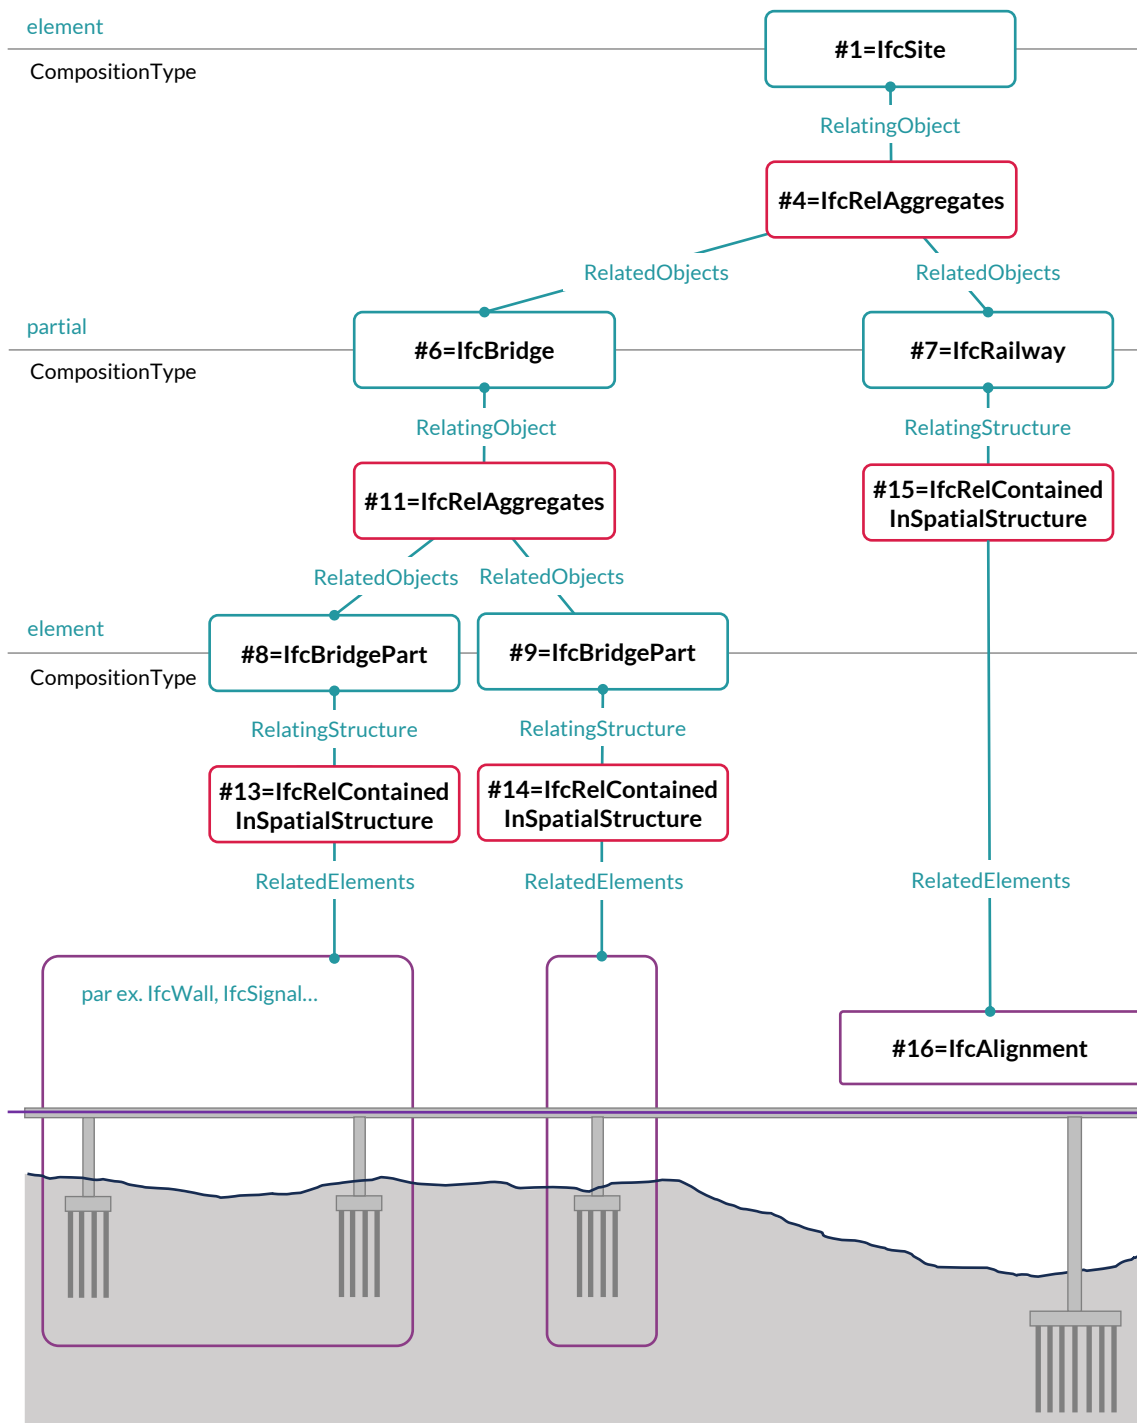 element
#1=IfcSite
CompositionType
RelatingObject
#4=IfcRelAggregates
RelatedObjects
RelatedObjects
partial
#6=IfcBridge
#7=IfcRailway
CompositionType
RelatingObject
RelatingStructure
#11=IfcRelAggregates
#15=IfcRelContained
InSpatialStructure
RelatedObjects
RelatedObjects
element
#8=IfcBridgePart
#9=IfcBridgePart
CompositionType
RelatingStructure
RelatingStructure
#13=IfcRelContained
InSpatialStructure
#14=IfcRelContained
InSpatialStructure
RelatedElements
RelatedElements
RelatedElements
par ex. IfcWall, IfcSignal...
#16=IfcAlignment